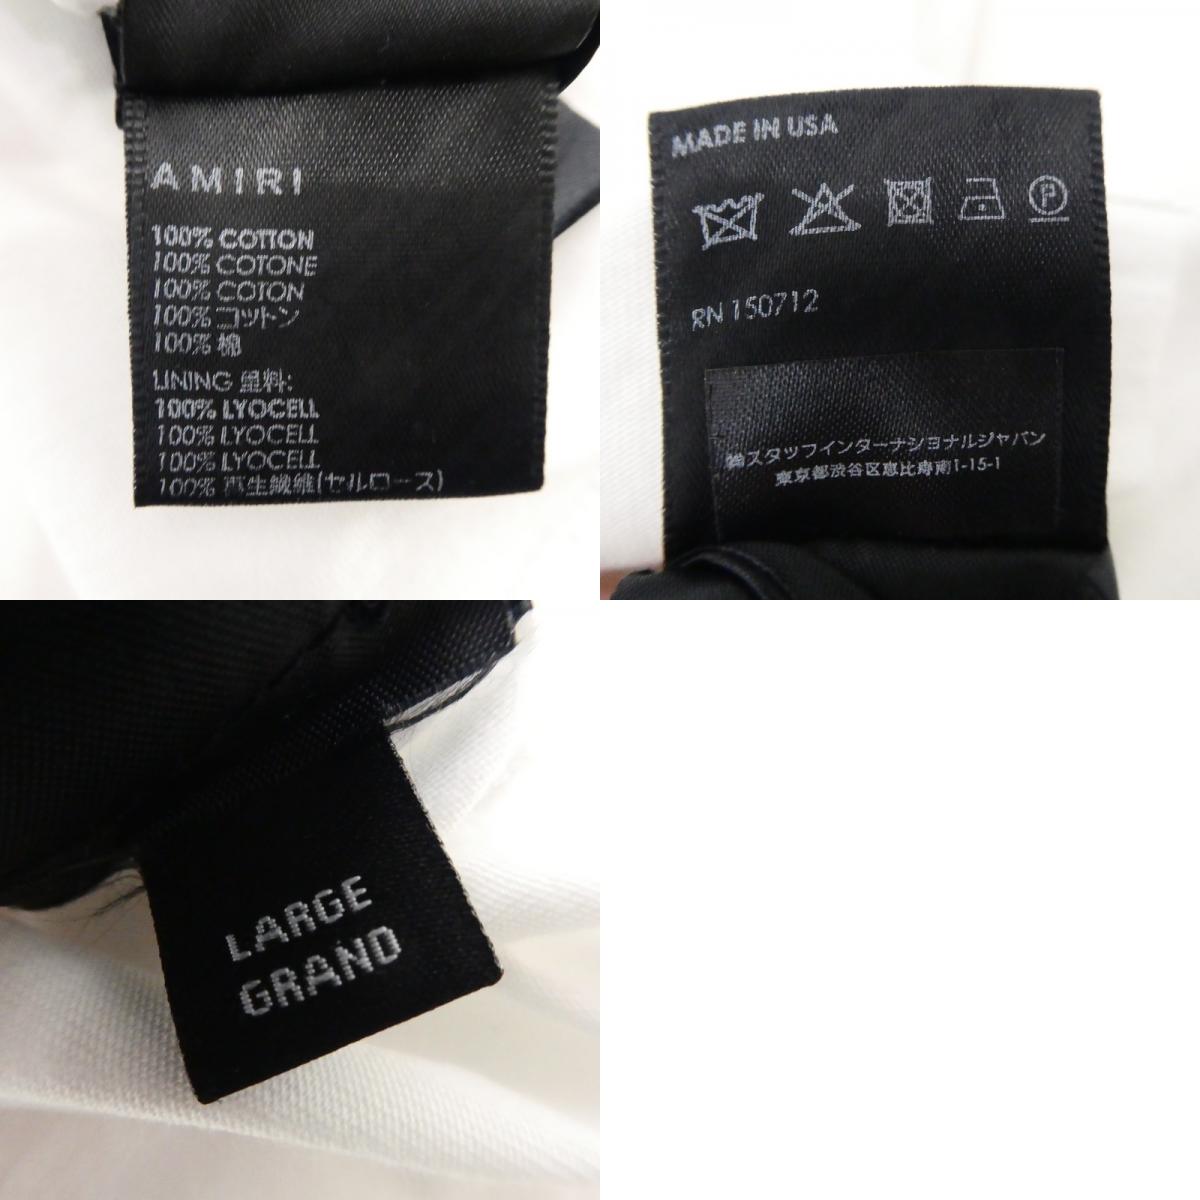 AMIRI
100% COTTON
100% COTONE
100% COTON
100% コットン
100% 棉
LINING 里料:
100% LYOCELL
100% LYOCELL
100% LYOCELL
100% 再生繊維(セルロース)
MADE IN USA
P
RN 150712
㈱スタッフインターナショナルジャパン
東京都渋谷区恵比寿南1-15-1
LARGE
GRAND